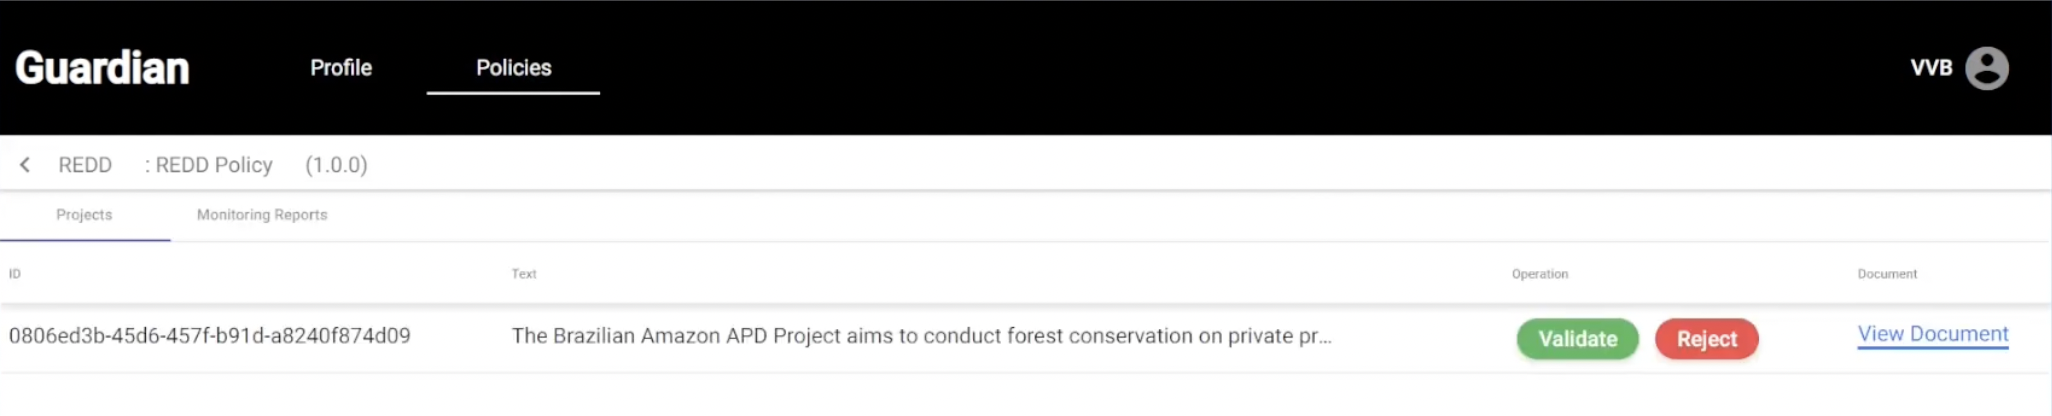 Guardian Profile Policies VVB
REDD : REDD Policy (1.0.0)
Projects Monitoring Reports
ID Text Operation Document
0806ed3b-45d6-457f-b91d-a8240f874d09 The Brazilian Amazon APD Project aims to conduct forest conservation on private pr... Validate Reject View Document